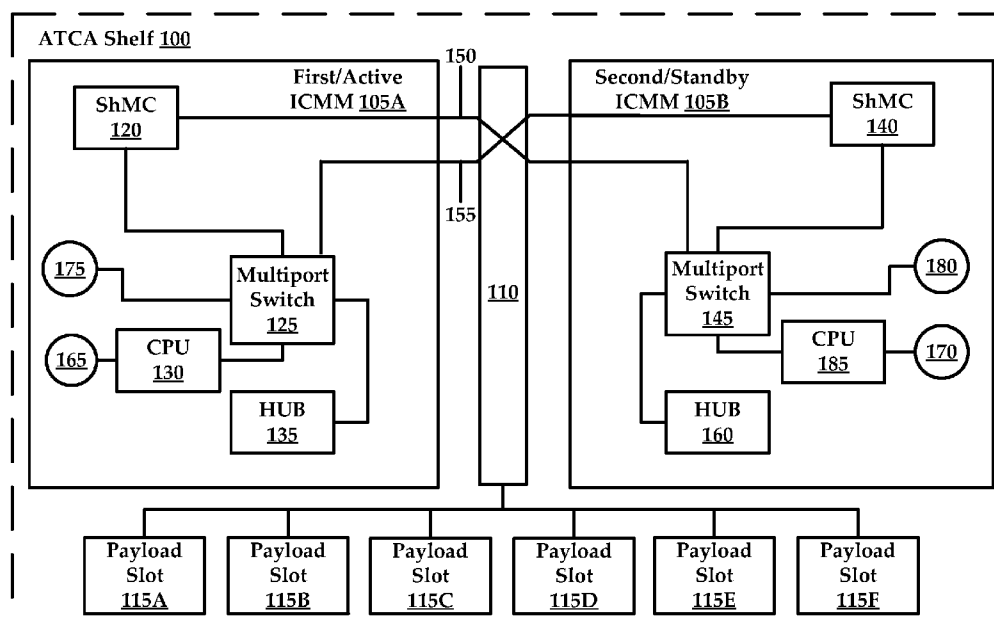 ATCA Shelf 100
150
First/Active
ICMM 105A
Second/Standby
ICMM 105B
ShMC
120
ShMC
140
155
175
Multiport
Switch
125
110
Multiport
Switch
145
180
165
CPU
130
CPU
185
170
HUB
135
HUB
160
Payload
Slot
115A
Payload
Slot
115B
Payload
Slot
115C
Payload
Slot
115D
Payload
Slot
115E
Payload
Slot
115F